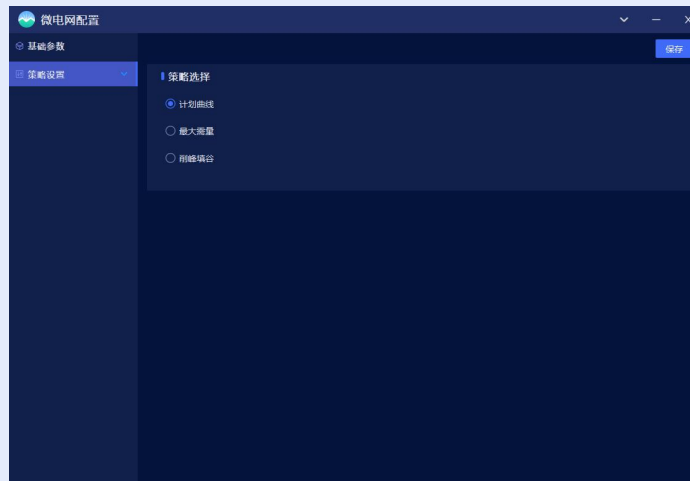 微电网配置
基础参数
保存
策略设置
策略选择
计划曲线
最大需量
削峰填谷